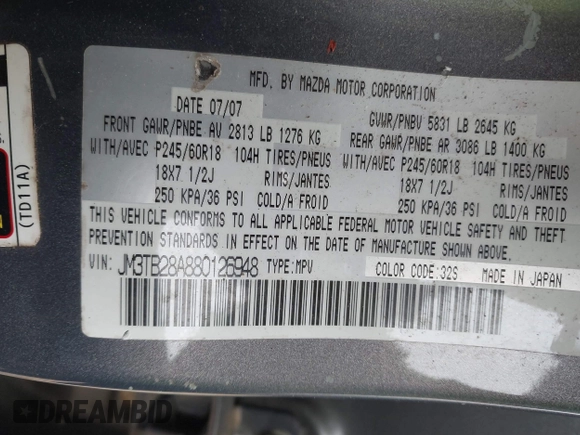 MFD. BY MAZDA MOTOR CORPORATION
DATE 07/07
GVWR/PNBV 5831 LB 2645 KG
FRONT GAWR/PNBE AV 2813 LB 1276 KG
REAR GAWR/PNBE AR 3086 LB 1400 KG
WITH/AVEC P245/60R18 104H TIRES/PNEUS
WITH/AVEC P245/60R18 104H TIRES/PNEUS
18X7 1/2J RIMS/JANTES
18X7 1/2J RIMS/JANTES
250 KPA/36 PSI COLD/A FROID
250 KPA/36 PSI COLD/A FROID
THIS VEHICLE CONFORMS TO ALL APPLICABLE FEDERAL MOTOR VEHICLE SAFETY AND THEFT
PREVENTION STANDARDS IN EFFECT ON THE DATE OF MANUFACTURE SHOWN ABOVE.
VIN: JM3TB28A880126948 TYPE:MPV COLOR CODE:32S MADE IN JAPAN
(TD11A)
DREAMBID